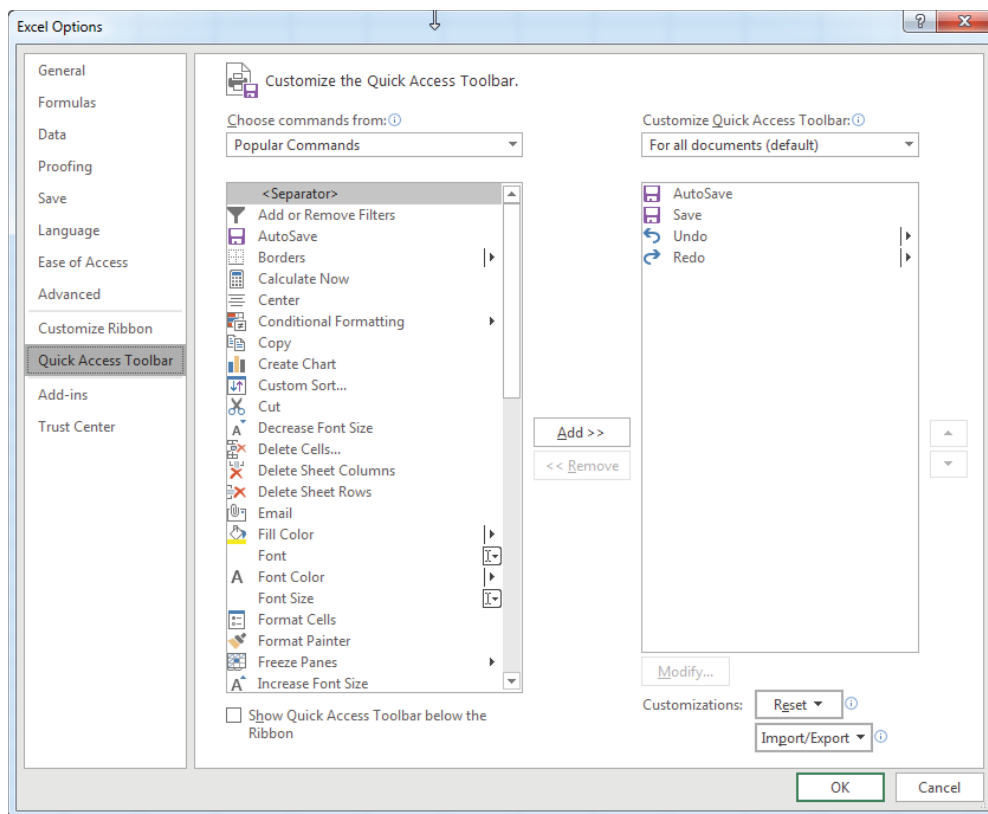 Excel Options
General
Formulas
Data
Proofing
Save
Language
Ease of Access
Advanced
Customize Ribbon
Quick Access Toolbar
Add-ins
Trust Center
Customize the Quick Access Toolbar.
Choose commands from:
Popular Commands
<Separator>
Add or Remove Filters
AutoSave
Borders
Calculate Now
Center
Conditional Formatting
Copy
Create Chart
Custom Sort...
Cut
Decrease Font Size
Delete Cells...
Delete Sheet Columns
Delete Sheet Rows
Email
Fill Color
Font
Font Color
Font Size
Format Cells
Format Painter
Freeze Panes
Increase Font Size
Show Quick Access Toolbar below the
Ribbon
Add >>
<< Remove
Customize Quick Access Toolbar:
For all documents (default)
AutoSave
Save
Undo
Redo
Modify...
Customizations:
Reset
Import/Export
OK
Cancel